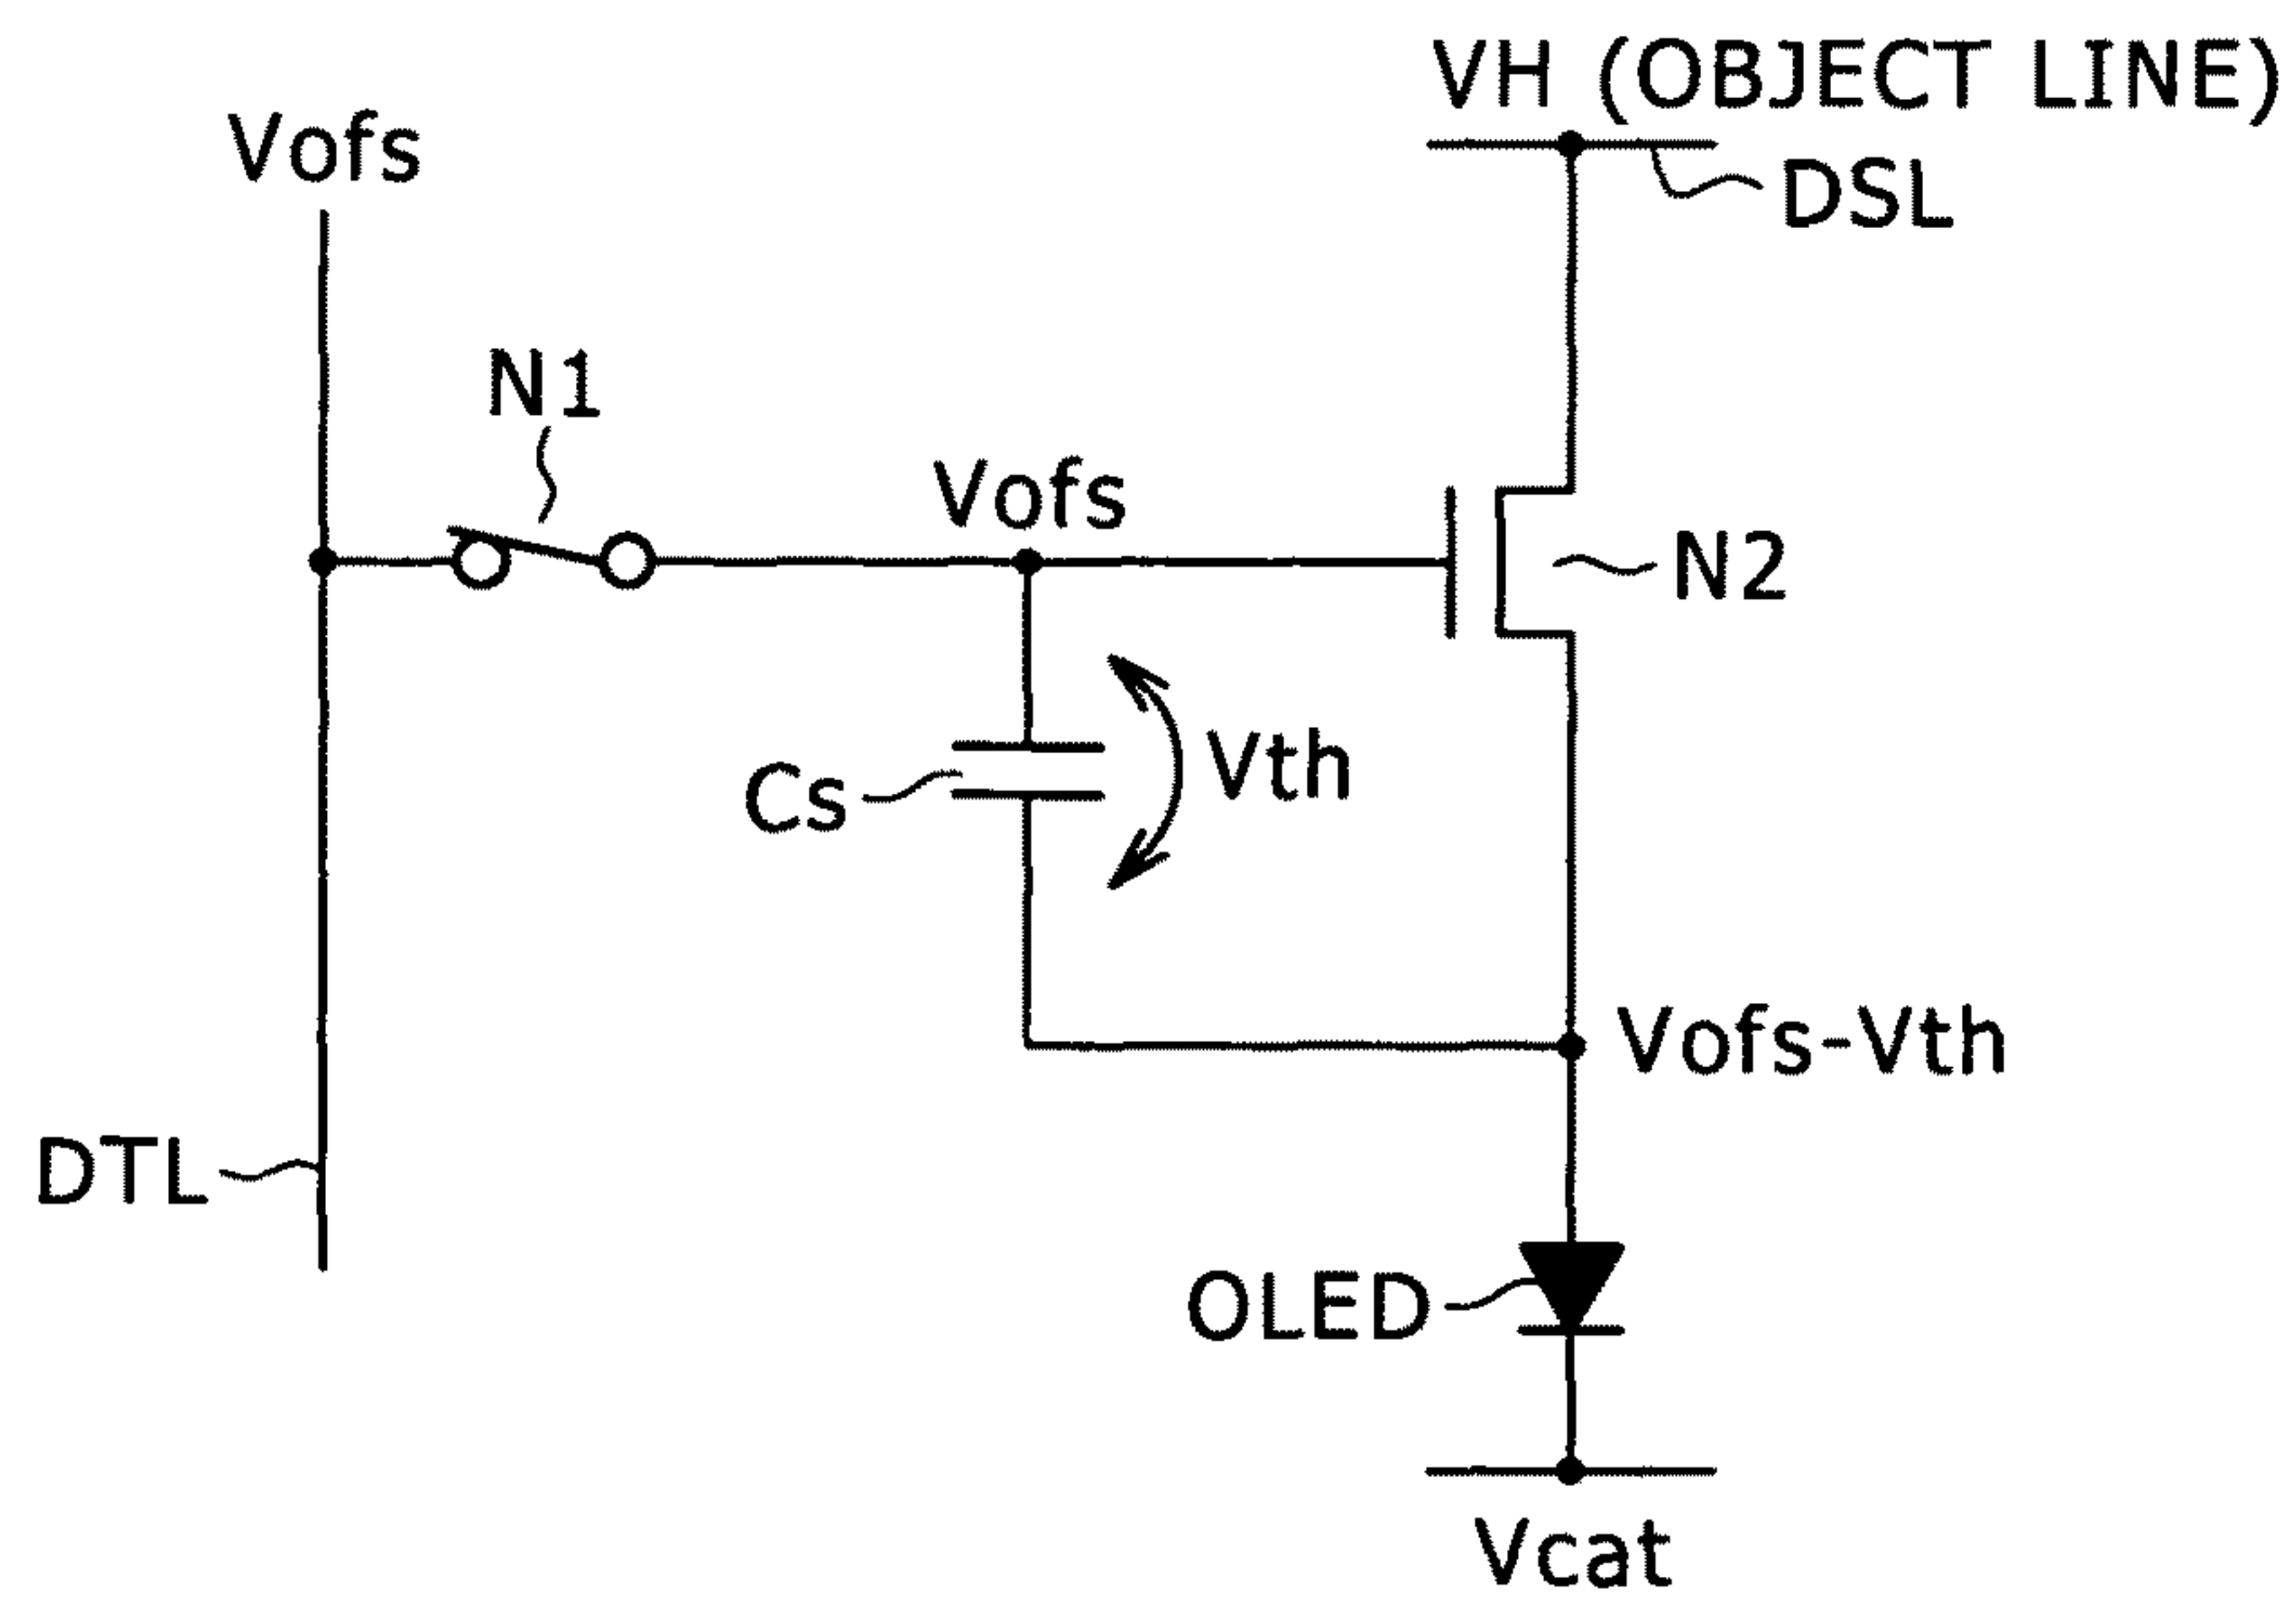 VH (OBJECT LINE)
Vofs
DSL
N1
Vofs
N2
Vth
Cs
Vofs-Vth
DTL
OLED
Vcat